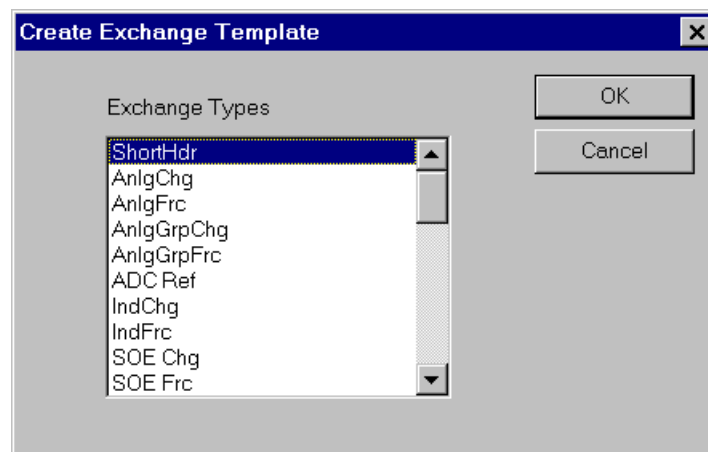 Create Exchange Template
Exchange Types
OK
Cancel
ShortHdr
AnlgChg
AnlgFrc
AnlgGrpChg
AnlgGrpFrc
ADC Ref
IndChg
IndFrc
SOE Chg
SOE Frc